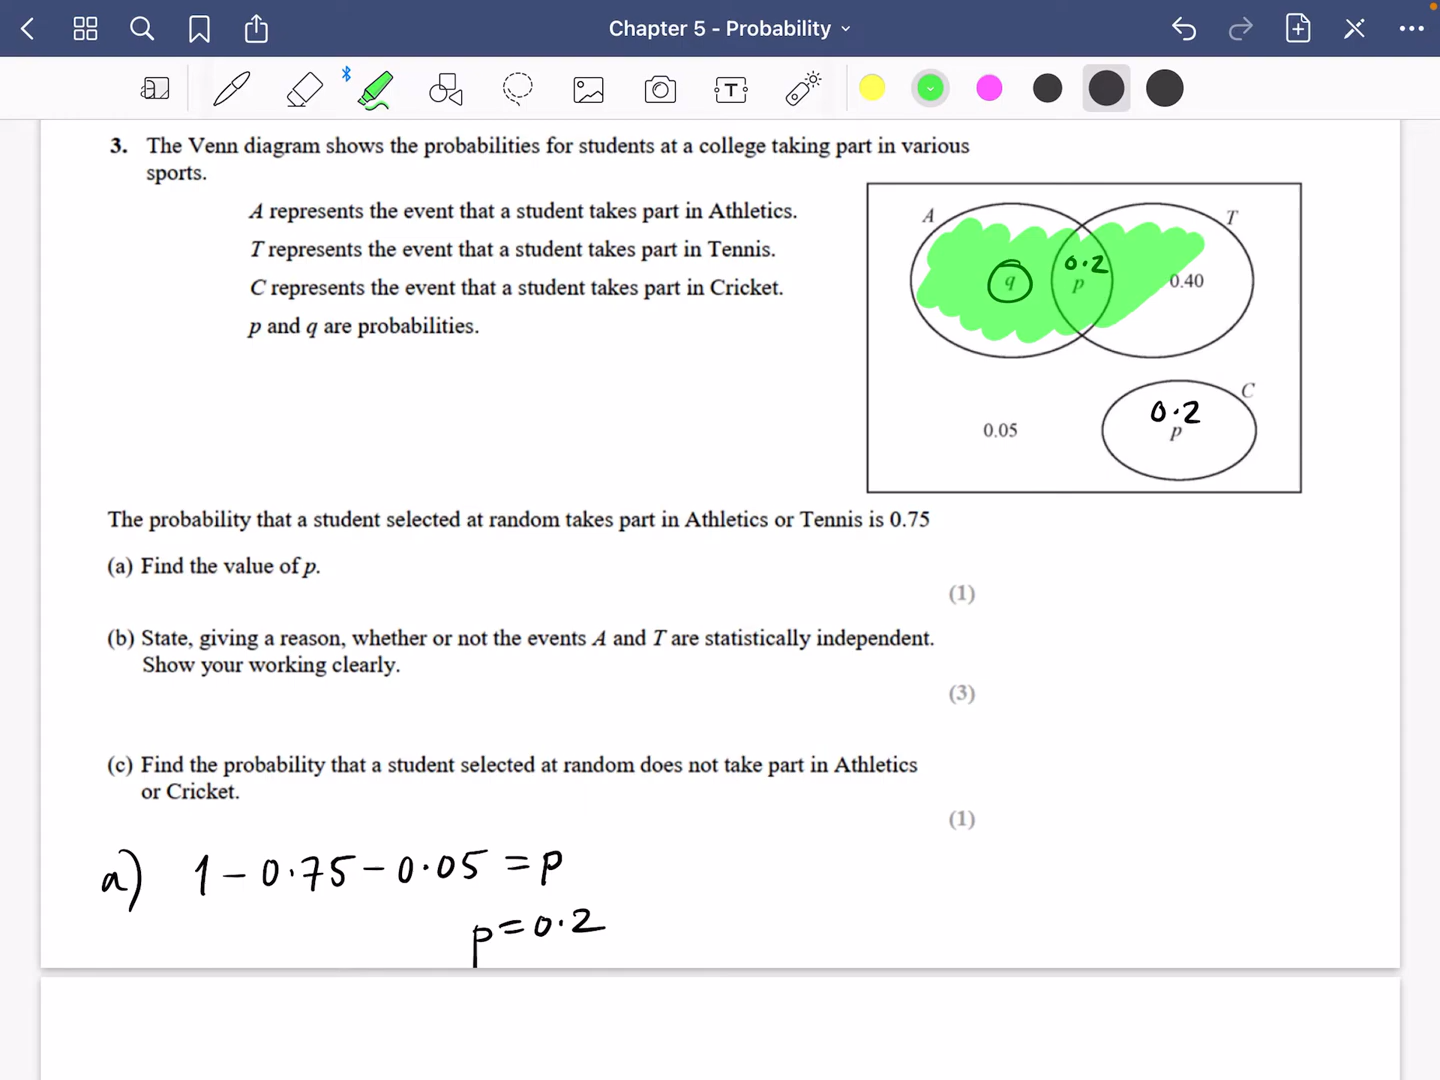 Chapter 5 - Probability
T
3. The Venn diagram shows the probabilities for students at a college taking part in various
sports.
A represents the event that a student takes part in Athletics.
T represents the event that a student takes part in Tennis.
C represents the event that a student takes part in Cricket.
p and q are probabilities.
A
T
0.2
q
p
0.40
C
0.2
0.05
p
The probability that a student selected at random takes part in Athletics or Tennis is 0.75
(a) Find the value of p.
(1)
(b) State, giving a reason, whether or not the events A and T are statistically independent.
Show your working clearly.
(3)
(c) Find the probability that a student selected at random does not take part in Athletics
or Cricket.
(1)
a) 1 - 0.75 - 0.05 = p
p = 0.2